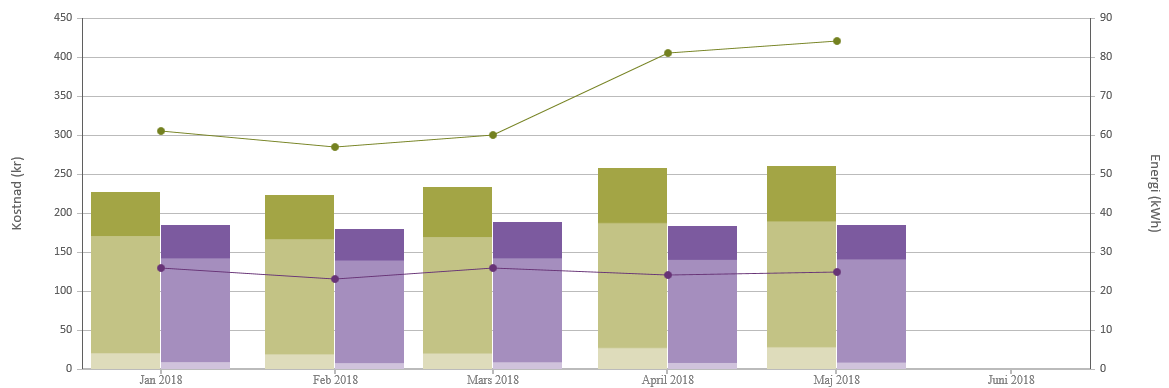 450
400
350
300
250
200
150
100
50
0
Kostnad (kr)
90
80
70
60
50
40
30
20
10
0
Energi (kWh)
Jan 2018
Feb 2018
Mars 2018
April 2018
Maj 2018
Juni 2018